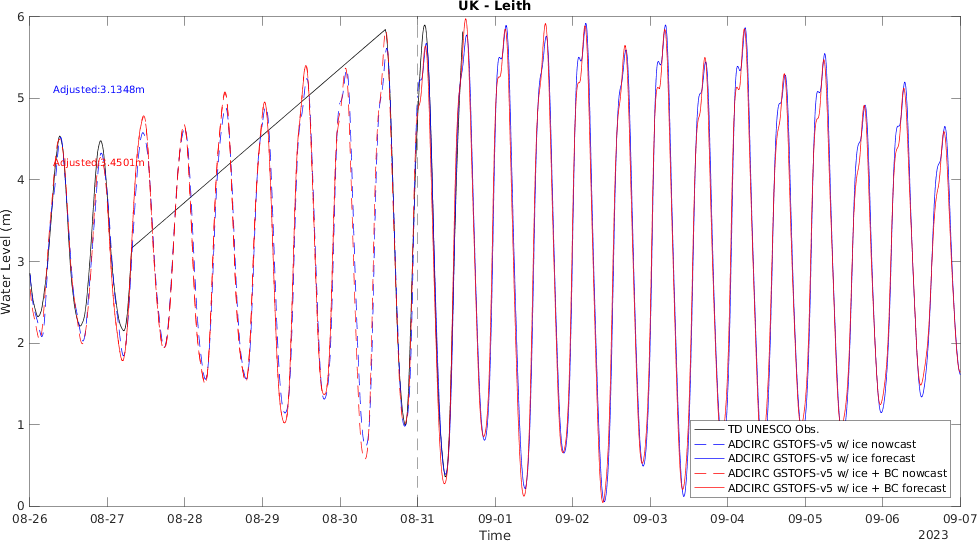 UK - Leith
6
5
4
3
2
1
0
Water Level (m)
Adjusted:3.1348m
Adjusted:3.4501m
TD UNESCO Obs.
ADCIRC GSTOFS-v5 w/ ice nowcast
ADCIRC GSTOFS-v5 w/ ice forecast
ADCIRC GSTOFS-v5 w/ ice + BC nowcast
ADCIRC GSTOFS-v5 w/ ice + BC forecast
08-26 08-27 08-28 08-29 08-30 08-31 09-01 09-02 09-03 09-04 09-05 09-06 09-07
Time
2023